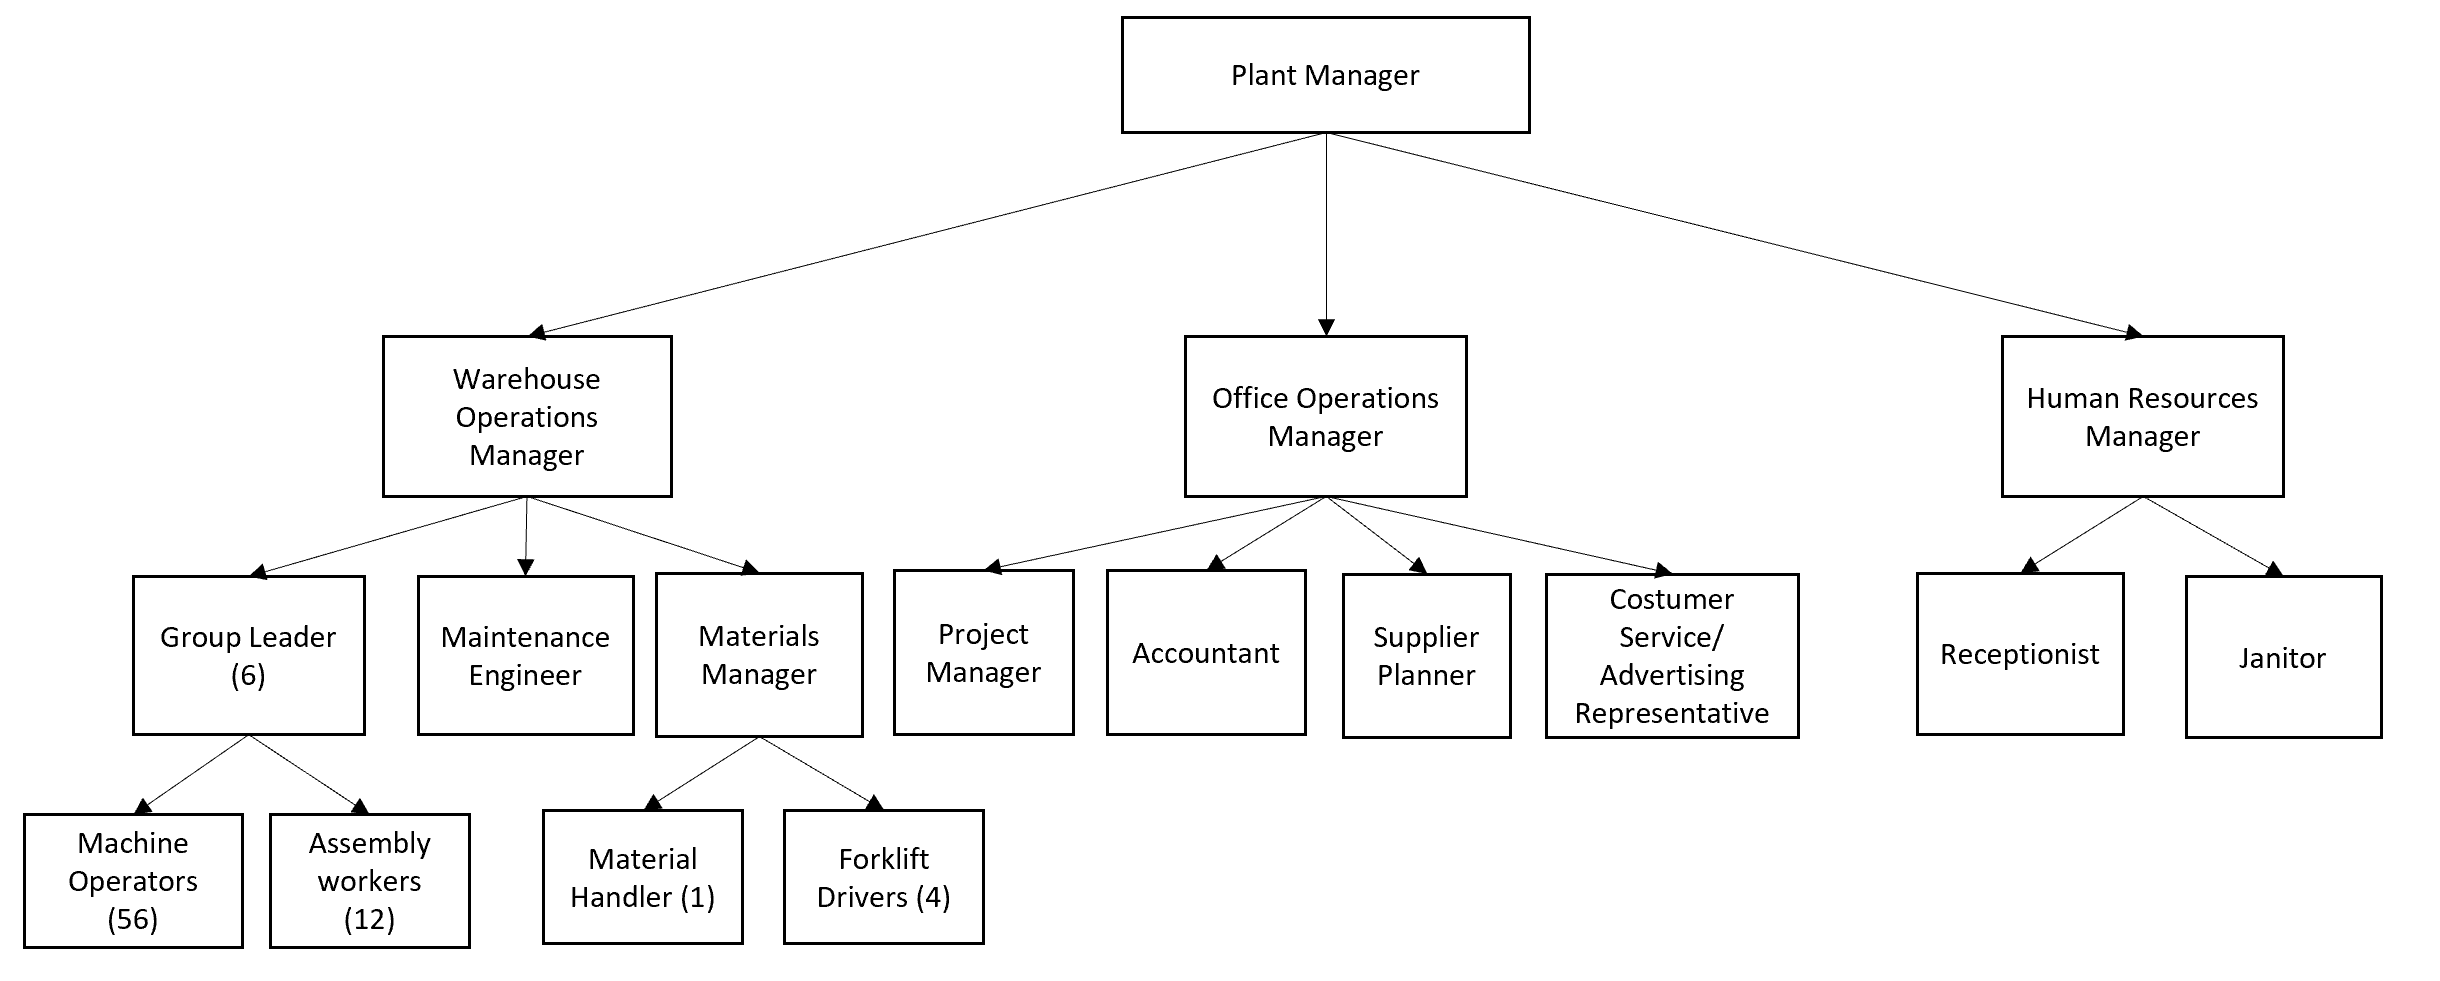 Plant Manager
Warehouse
Operations
Manager
Office Operations
Manager
Human Resources
Manager
Group Leader
(6)
Maintenance
Engineer
Materials
Manager
Project
Manager
Accountant
Supplier
Planner
Costumer
Service/
Advertising
Representative
Receptionist
Janitor
Machine
Operators
(56)
Assembly
workers
(12)
Material
Handler (1)
Forklift
Drivers (4)